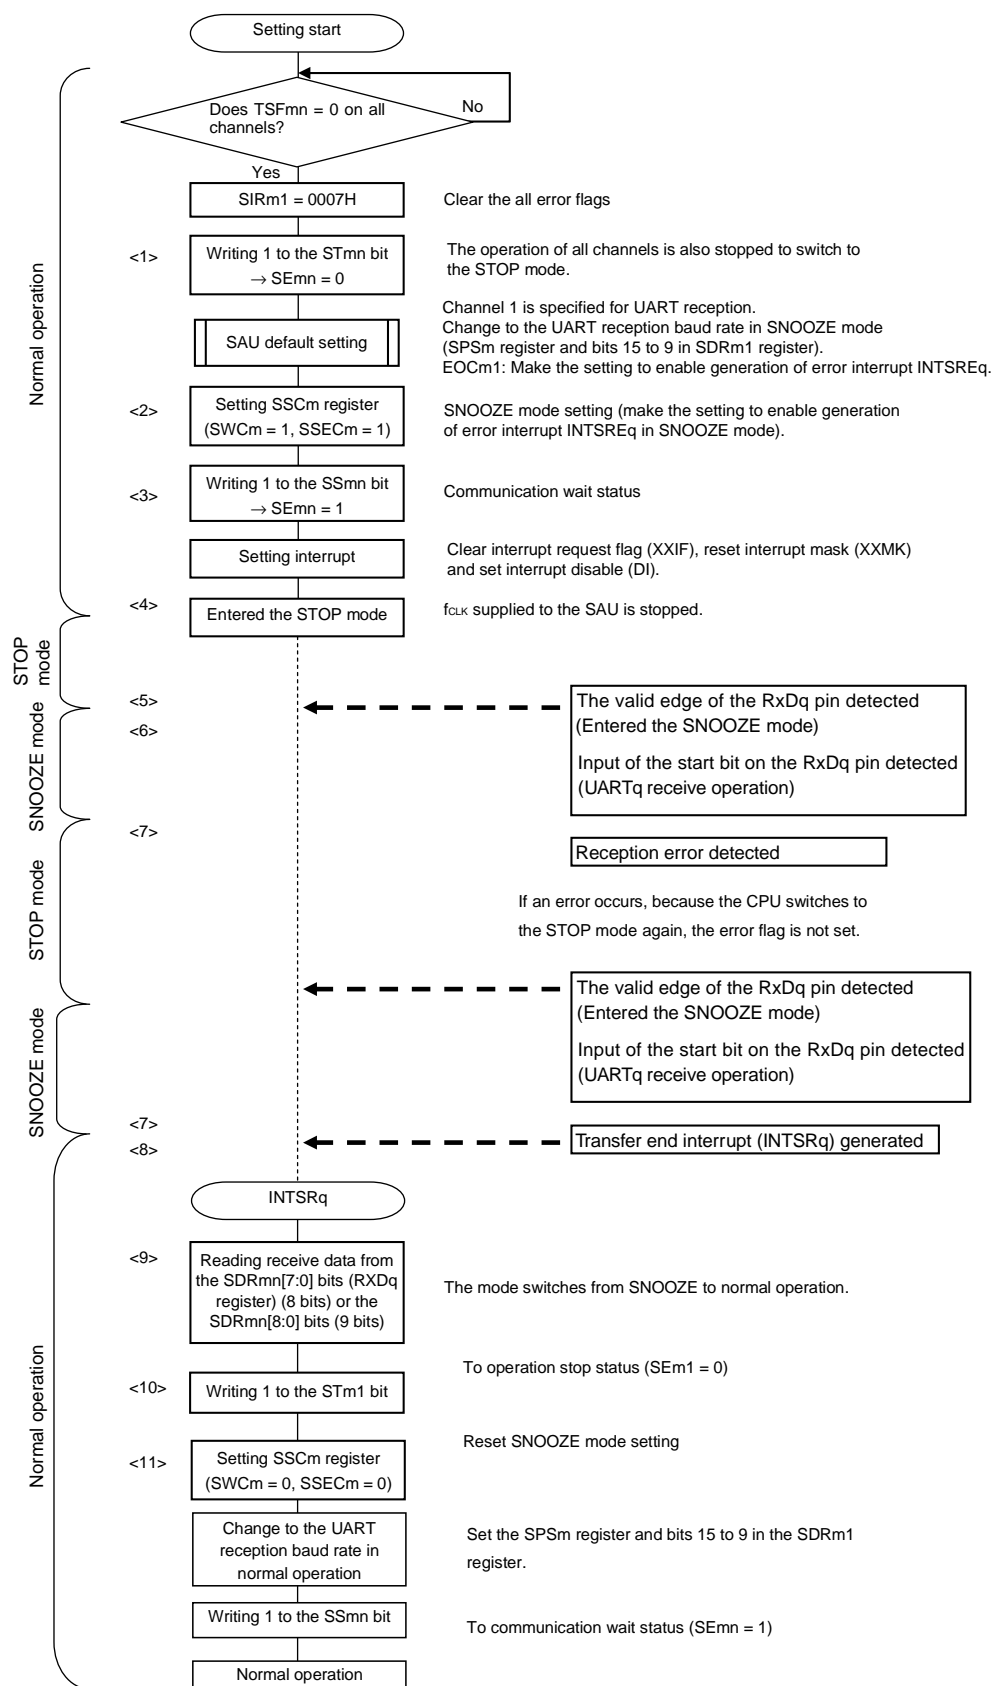 Setting start
Does TSFmn = 0 on all
channels?
No
Yes
SIRm1 = 0007H
Clear the all error flags
<1>
Writing 1 to the STmn bit
→ SEmn = 0
The operation of all channels is also stopped to switch to
the STOP mode.
Normal operation
SAU default setting
Channel 1 is specified for UART reception.
Change to the UART reception baud rate in SNOOZE mode
(SPSm register and bits 15 to 9 in SDRm1 register).
EOCm1: Make the setting to enable generation of error interrupt INTSREq.
<2>
Setting SSCm register
(SWCm = 1, SSECm = 1)
SNOOZE mode setting (make the setting to enable generation
of error interrupt INTSREq in SNOOZE mode).
<3>
Writing 1 to the SSmn bit
→ SEmn = 1
Communication wait status
Setting interrupt
Clear interrupt request flag (XXIF), reset interrupt mask (XXMK)
and set interrupt disable (DI).
<4>
Entered the STOP mode
fCLK supplied to the SAU is stopped.
STOP
mode
<5>
The valid edge of the RxDq pin detected
(Entered the SNOOZE mode)
<6>
Input of the start bit on the RxDq pin detected
(UARTq receive operation)
SNOOZE mode
<7>
Reception error detected
STOP mode
If an error occurs, because the CPU switches to
the STOP mode again, the error flag is not set.
The valid edge of the RxDq pin detected
(Entered the SNOOZE mode)
Input of the start bit on the RxDq pin detected
(UARTq receive operation)
SNOOZE mode
<7>
<8>
Transfer end interrupt (INTSRq) generated
INTSRq
<9>
Reading receive data from
the SDRmn[7:0] bits (RXDq
register) (8 bits) or the
SDRmn[8:0] bits (9 bits)
The mode switches from SNOOZE to normal operation.
Normal operation
<10>
Writing 1 to the STm1 bit
To operation stop status (SEm1 = 0)
<11>
Setting SSCm register
(SWCm = 0, SSECm = 0)
Reset SNOOZE mode setting
Change to the UART
reception baud rate in
normal operation
Set the SPSm register and bits 15 to 9 in the SDRm1
register.
Writing 1 to the SSmn bit
To communication wait status (SEmn = 1)
Normal operation